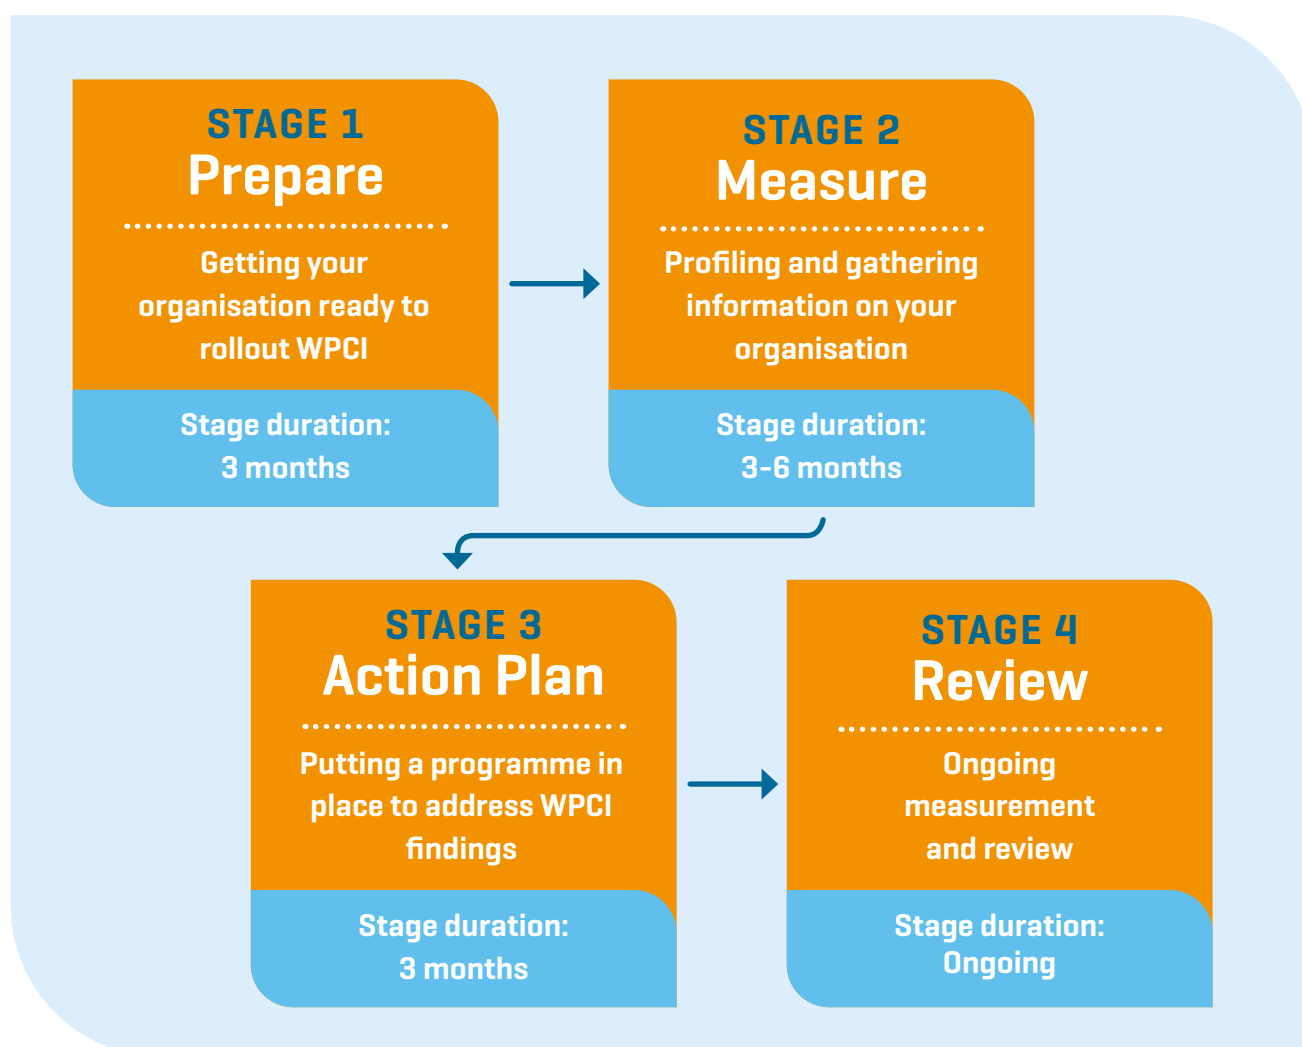 STAGE 1
Prepare
Getting your
organisation ready to
rollout WPCI
Stage duration:
3 months
STAGE 2
Measure
Profiling and gathering
information on your
organisation
Stage duration:
3-6 months
STAGE 3
Action Plan
Putting a programme in
place to address WPCI
findings
Stage duration:
3 months
STAGE 4
Review
Ongoing
measurement
and review
Stage duration:
Ongoing